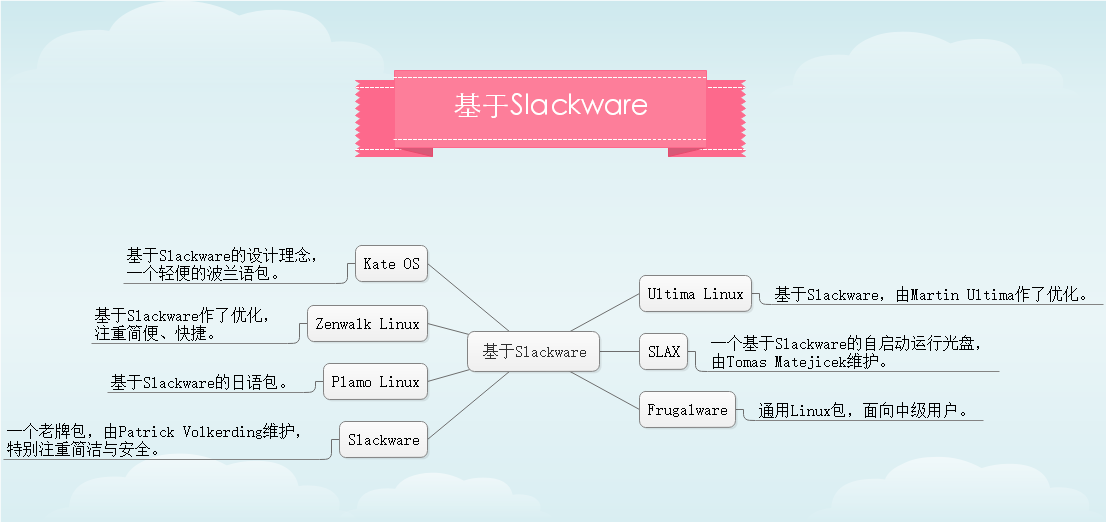 基于Slackware
基于Slackware的设计理念，
一个轻便的波兰语包。
Kate OS
基于Slackware作了优化，
注重简便、快捷。
Zenwalk Linux
基于Slackware的日语包。
Plamo Linux
一个老牌包，由Patrick Volkerding维护，
特别注重简洁与安全。
Slackware
基于Slackware
Ultima Linux
基于Slackware，由Martin Ultima作了优化。
SLAX
一个基于Slackware的自启动运行光盘，
由Tomas Matejicek维护。
Frugalware
通用Linux包，面向中级用户。